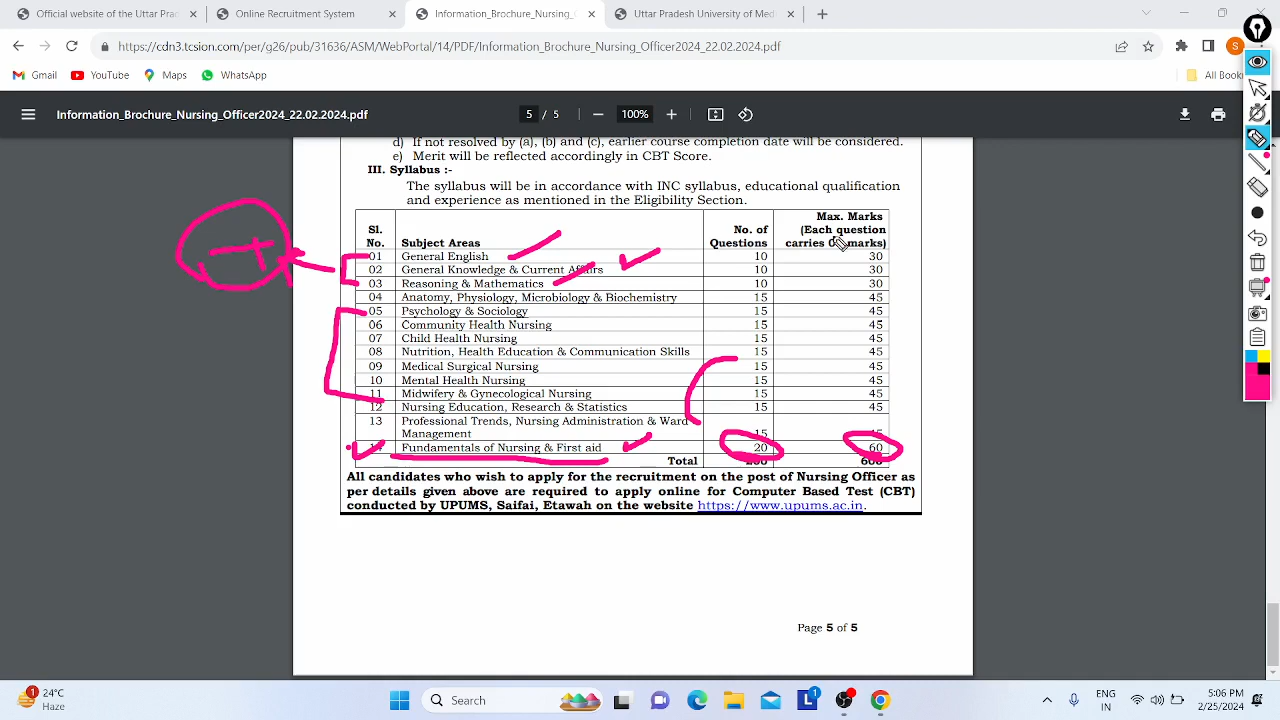 Official website of the Uttar Prac
Online Recruitment System
Information_Brochure_Nursing_C
Uttar Pradesh University of Med
https://cdn3.tcsion.com/per/g26/pub/31636/ASM/WebPortal/14/PDF/Information_Brochure_Nursing_Officer2024_22.02.2024.pdf
S
Gmail YouTube Maps WhatsApp All Book
Information_Brochure_Nursing_Officer2024_22.02.2024.pdf 5 / 5 100%
d) If not resolved by (a), (b) and (c), earlier course completion date will be considered.
e) Merit will be reflected accordingly in CBT Score.
III. Syllabus :-
The syllabus will be in accordance with INC syllabus, educational qualification
and experience as mentioned in the Eligibility Section.
Sl. No. Subject Areas No. of Questions Max. Marks (Each question carries marks)
01 General English 10 30
02 General Knowledge & Current Affairs 10 30
03 Reasoning & Mathematics 10 30
04 Anatomy, Physiology, Microbiology & Biochemistry 15 45
05 Psychology & Sociology 15 45
06 Community Health Nursing 15 45
07 Child Health Nursing 15 45
08 Nutrition, Health Education & Communication Skills 15 45
09 Medical Surgical Nursing 15 45
10 Mental Health Nursing 15 45
11 Midwifery & Gynecological Nursing 15 45
12 Nursing Education, Research & Statistics 15 45
13 Professional Trends, Nursing Administration & Ward
Management 15 45
14 Fundamentals of Nursing & First aid 20 60
Total 200 600
All candidates who wish to apply for the recruitment on the post of Nursing Officer as
per details given above are required to apply online for Computer Based Test (CBT)
conducted by UPUMS, Saifai, Etawah on the website https://www.upums.ac.in.
Page 5 of 5
1
24°C
Haze
Search
1
ENG
IN
5:06 PM
2/25/2024